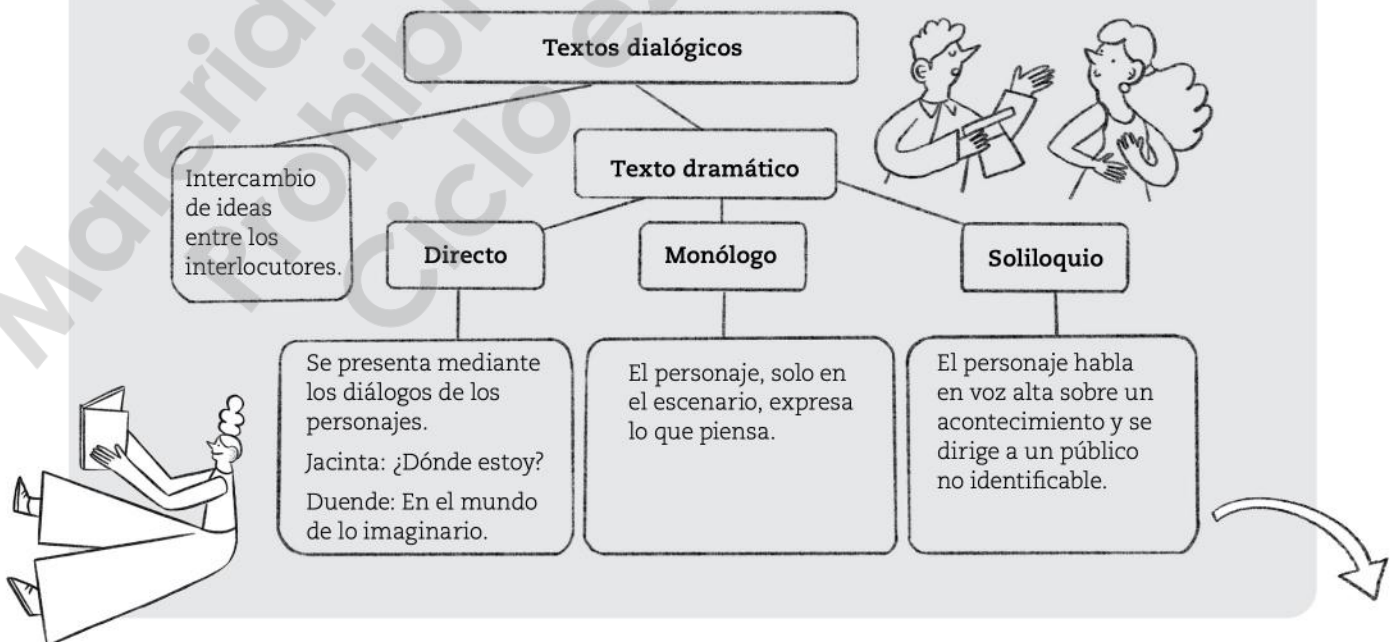 Textos dialógicos
Intercambio
de ideas
entre los
interlocutores.
Texto dramático
Directo
Monólogo
Soliloquio
Se presenta mediante
los diálogos de los
personajes.
Jacinta: ¿Dónde estoy?
Duende: En el mundo
de lo imaginario.
El personaje, solo en
el escenario, expresa
lo que piensa.
El personaje habla
en voz alta sobre un
acontecimiento y se
dirige a un público
no identificable.
Ciclo